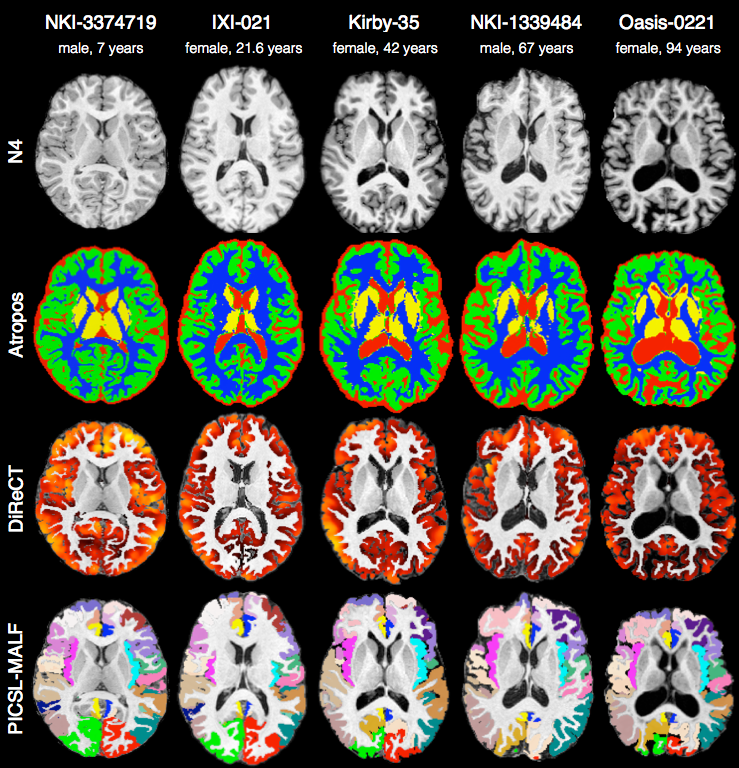 NKI-3374719 IXI-021 Kirby-35 NKI-1339484 Oasis-0221
male, 7 years female, 21.6 years female, 42 years male, 67 years female, 94 years
N4
Atropos
DiReCT
PICSL-MALF